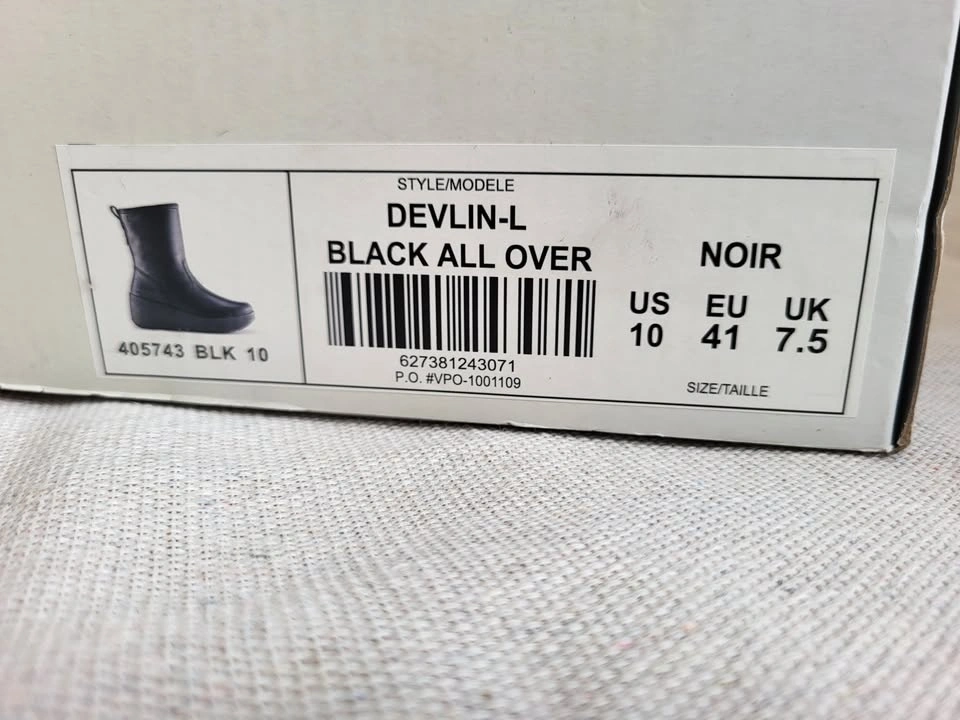 405743 BLK 10
STYLE/MODELE
DEVLIN-L
BLACK ALL OVER
627381243071
P.O. #VPO-1001109
NOIR
US EU UK
10 41 7.5
SIZE/TAILLE